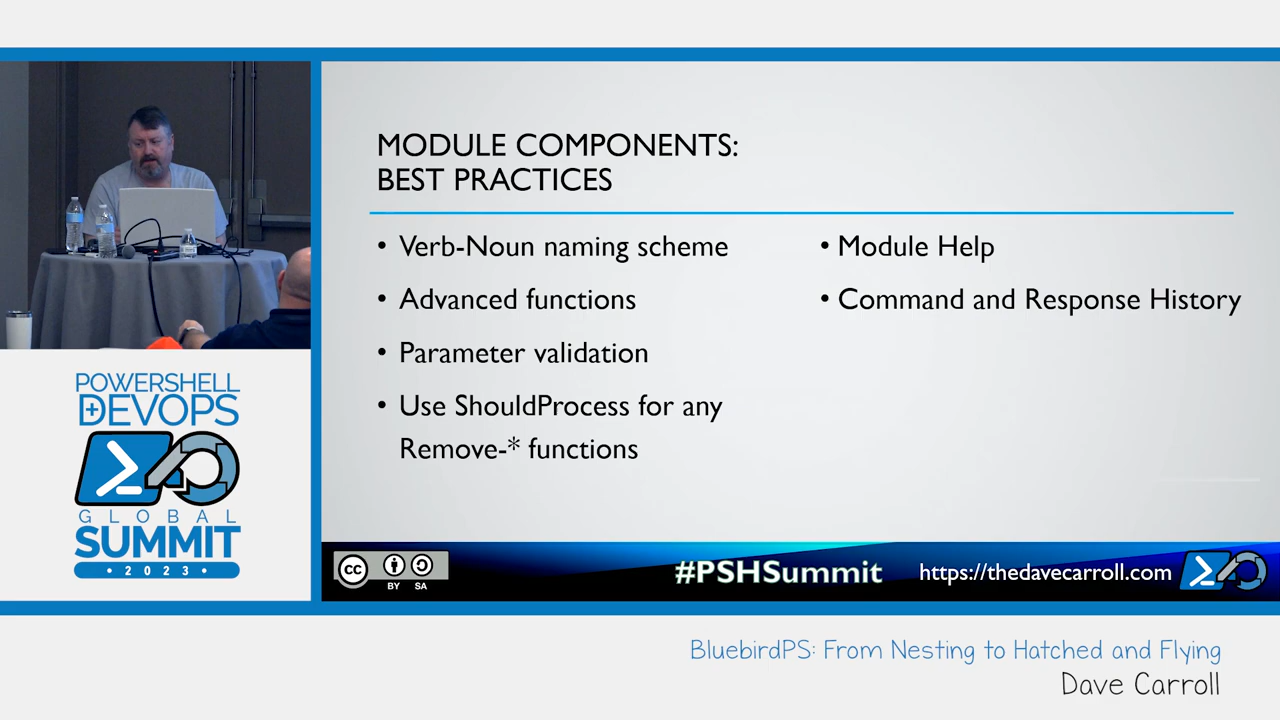 MODULE COMPONENTS:
BEST PRACTICES
• Verb-Noun naming scheme
• Advanced functions
• Parameter validation
• Use ShouldProcess for any
Remove-* functions
• Module Help
• Command and Response History
POWERSHELL
DEVOPS
GLOBAL
SUMMIT
• 2023 •
cc
BY SA
#PSHSummit
https://thedavecarroll.com
BluebirdPS: From Nesting to Hatched and Flying
Dave Carroll